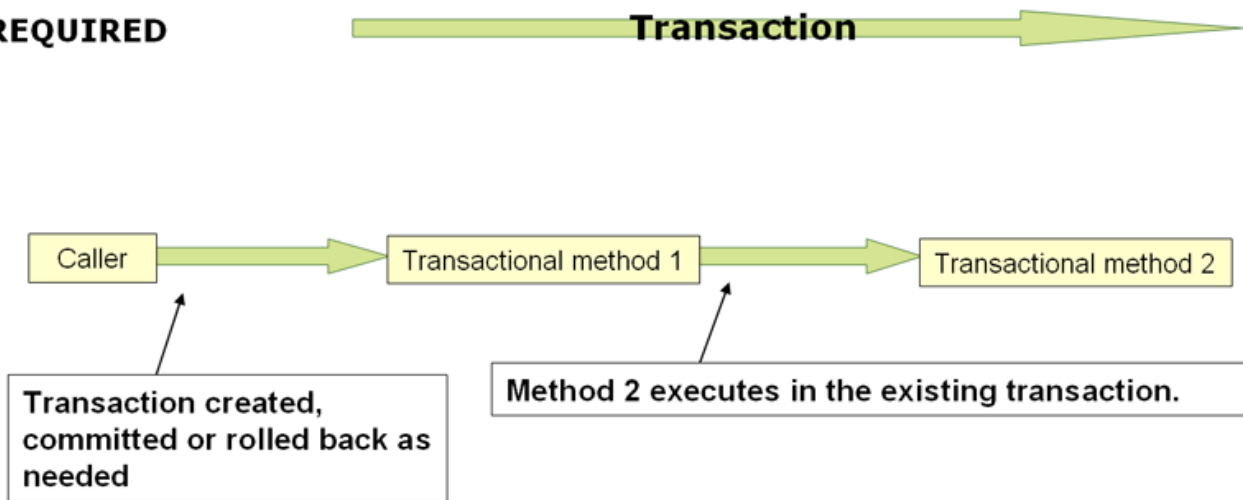 REQUIRED
Transaction
Caller
Transactional method 1
Transactional method 2
Transaction created,
committed or rolled back as
needed
Method 2 executes in the existing transaction.